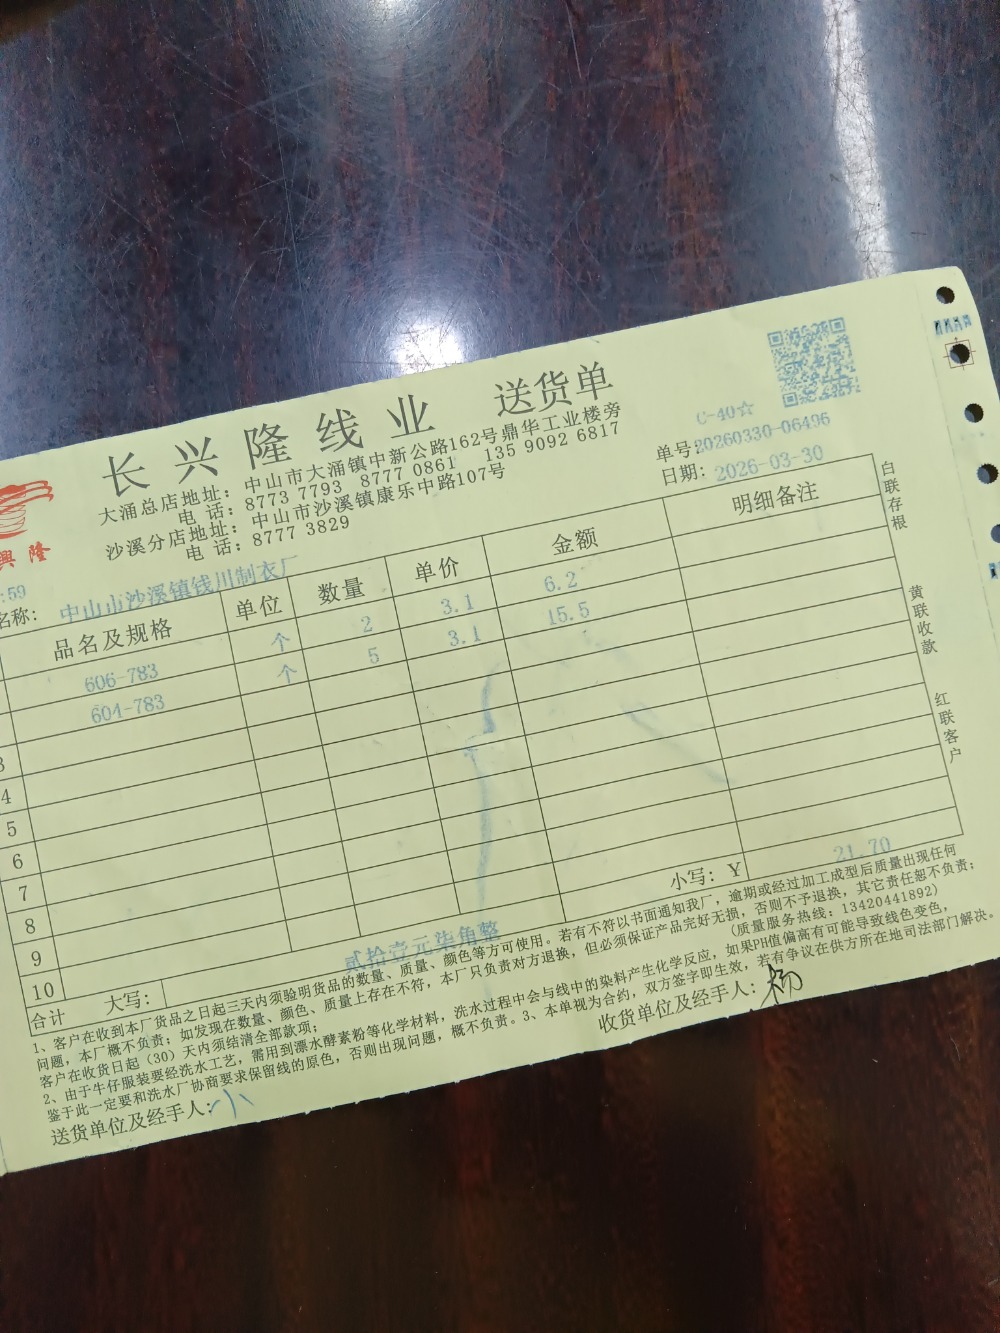 长兴隆线业 送货单
大涌总店地址：中山市大涌镇中新公路162号鼎华工业楼旁
电 话：8773 7793 8777 0861 135 9092 6817
沙溪分店地址：中山市沙溪镇康乐中路107号
电 话：8777 3829
C-40☆
单号:20260330-06496
日期：2026-03-30
興 隆
:59
名称：中山市沙溪镇钱川制衣厂
品名及规格 单位 数量 单价 金额 明细备注
606-783 个 2 3.1 6.2
601-783 个 5 3.1 15.5
3
4
5
6
7
8
9
10
小写：Y 21.70
合计 大写： 贰拾壹元柒角整
白联存根
黄联收款
红联客户
1、客户在收到本厂货品之日起三天内须验明货品的数量、质量、颜色等方可使用。若有不符以书面通知我厂，逾期或经过加工成型后质量出现任何
问题，本厂概不负责；如发现在数量、颜色、质量上存在不符，本厂只负责对方退换，但必须保证产品完好无损，否则不予退换，其它责任恕不负责；
客户在收货日起（30）天内须结清全部款项； （质量服务热线：13420441892）
2、由于牛仔服装要经洗水工艺，需用到漂水酵素粉等化学材料，洗水过程中会与线中的染料产生化学反应，如果PH值偏高有可能导致线色变色，
鉴于此一定要和洗水厂协商要求保留线的原色，否则出现问题，概不负责。3、本单视为合约，双方签字即生效，若有争议在供方所在地司法部门解决。
送货单位及经手人：小
收货单位及经手人：杨